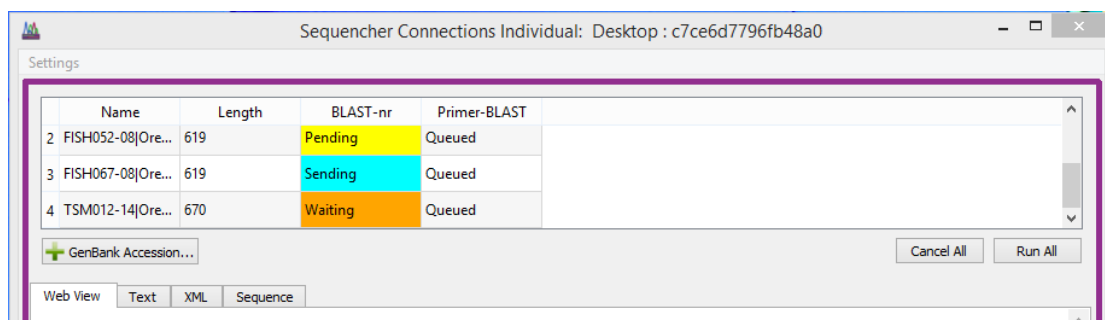 Sequencher Connections Individual: Desktop : c7ce6d7796fb48a0
Settings
Name Length BLAST-nr Primer-BLAST
2 FISH052-08|Ore... 619 Pending Queued
3 FISH067-08|Ore... 619 Sending Queued
4 TSM012-14|Ore... 670 Waiting Queued
GenBank Accession... Cancel All Run All
Web View Text XML Sequence